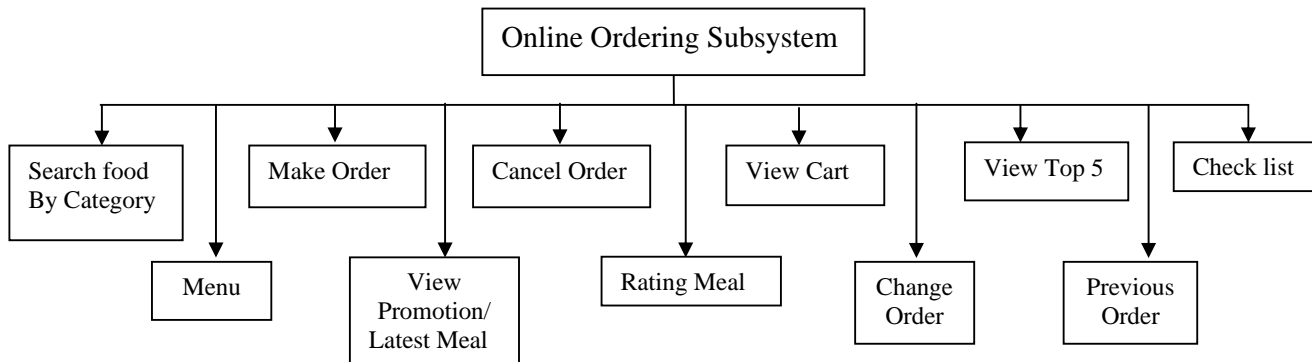 Online Ordering Subsystem
Search food
By Category
Make Order
Cancel Order
View Cart
View Top 5
Check list
Menu
View
Promotion/
Latest Meal
Rating Meal
Change
Order
Previous
Order